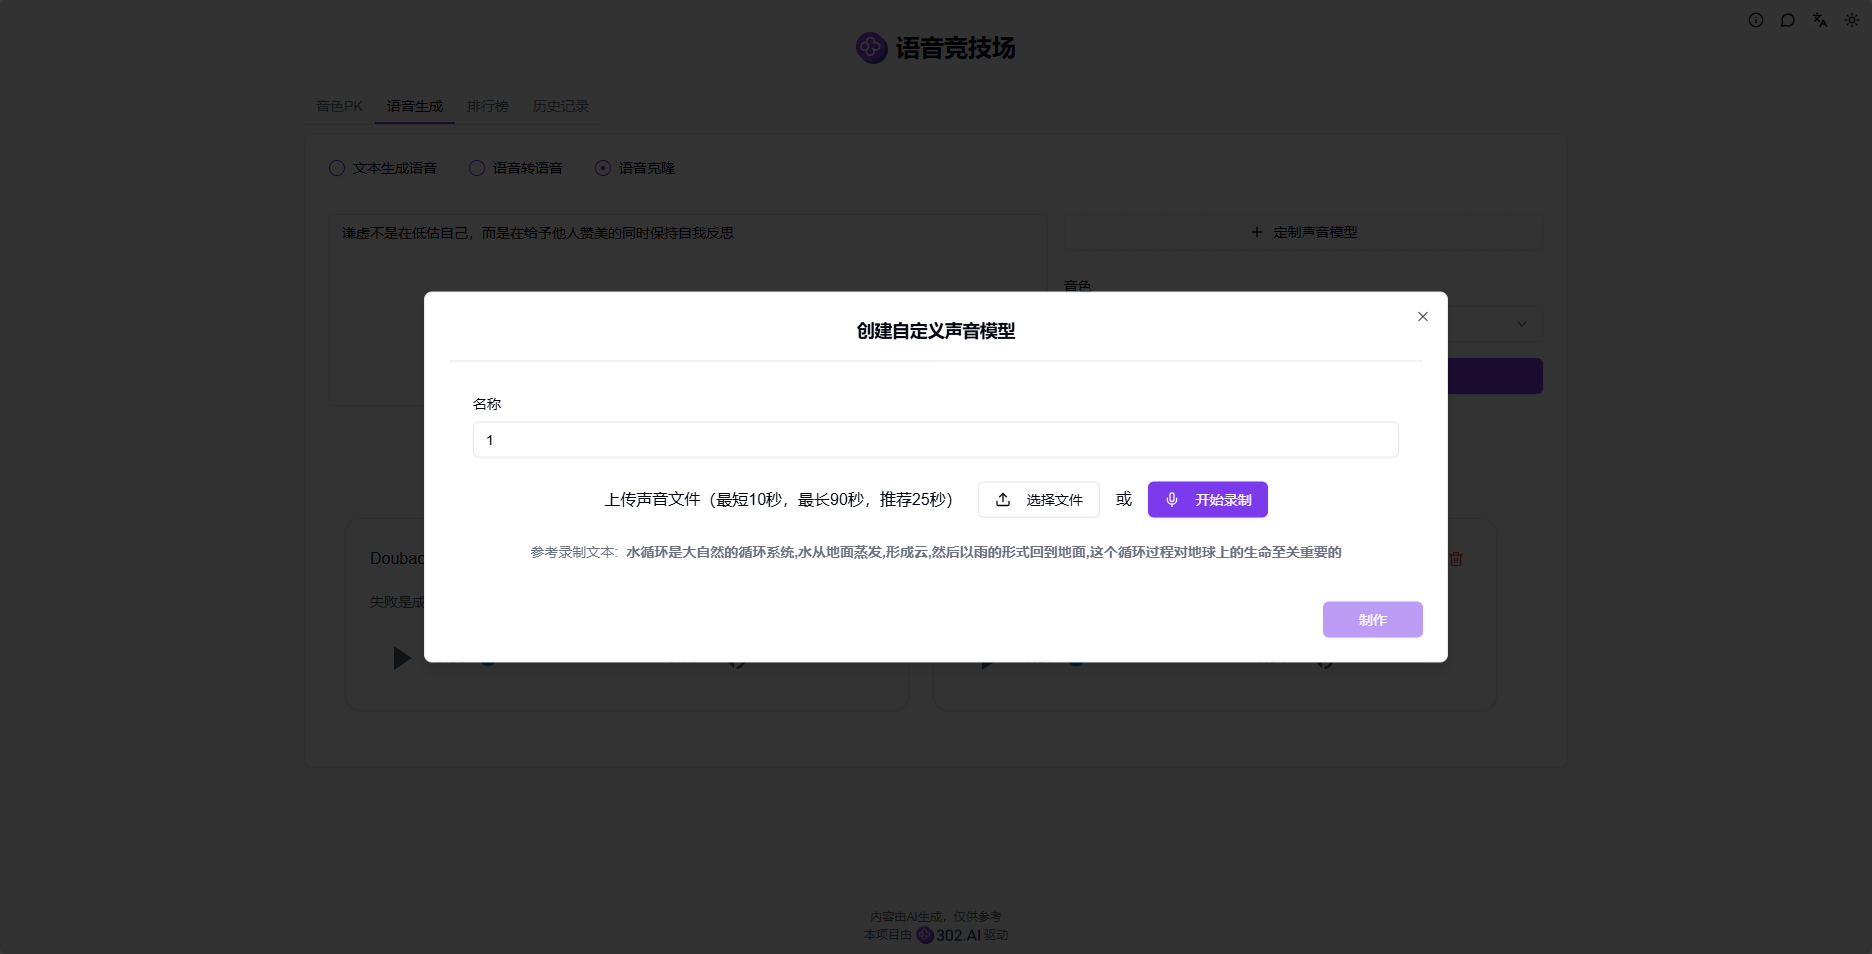 语音竞技场
音色PK 语音生成 排行榜 历史记录
文本生成语音 语音转语音 语音克隆
谦虚不是在低估自己，而是在给予他人赞美的同时保持自我反思
定制声音模型
音色
创建自定义声音模型
名称
1
上传声音文件（最短10秒，最长90秒，推荐25秒） 选择文件 或 开始录制
参考录制文本: 水循环是大自然的循环系统,水从地面蒸发,形成云,然后以雨的形式回到地面,这个循环过程对地球上的生命至关重要的
Doubao
失败是成
制作
内容由AI生成，仅供参考
本项目由 302.AI 驱动